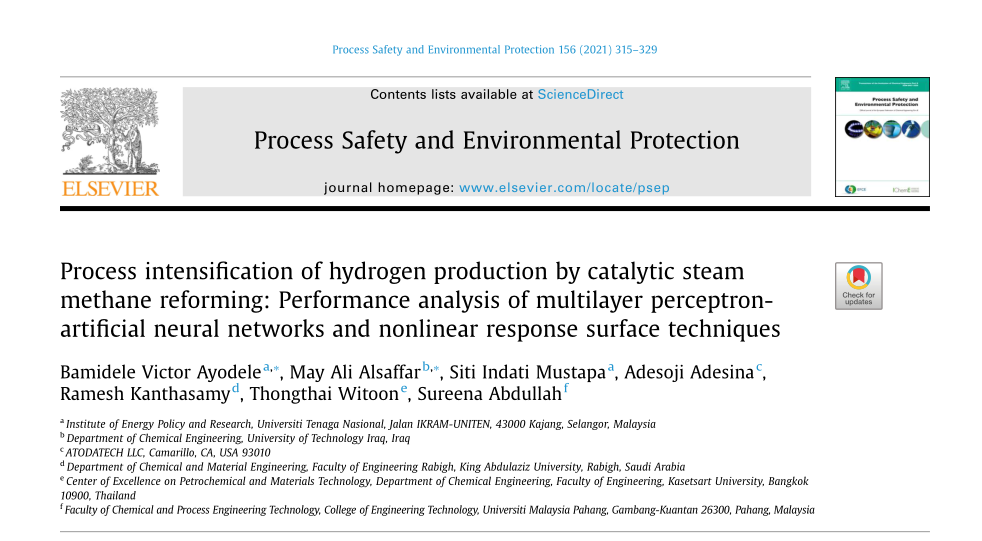 Process Safety and Environmental Protection 156 (2021) 315–329
Contents lists available at ScienceDirect
Process Safety and Environmental Protection
journal homepage: www.elsevier.com/locate/psep
ELSEVIER
Process Safety and
Environmental Protection
Process intensification of hydrogen production by catalytic steam
methane reforming: Performance analysis of multilayer perceptron-
artificial neural networks and nonlinear response surface techniques
Check for
updates
Bamidele Victor Ayodele a,*, May Ali Alsaffar b,*, Siti Indati Mustapa a, Adesoji Adesina c,
Ramesh Kanthasamy d, Thongthai Witoon e, Sureena Abdullah f
a Institute of Energy Policy and Research, Universiti Tenaga Nasional, Jalan IKRAM-UNITEN, 43000 Kajang, Selangor, Malaysia
b Department of Chemical Engineering, University of Technology Iraq, Iraq
c ATODATECH LLC, Camarillo, CA, USA 93010
d Department of Chemical and Material Engineering, Faculty of Engineering Rabigh, King Abdulaziz University, Rabigh, Saudi Arabia
e Center of Excellence on Petrochemical and Materials Technology, Department of Chemical Engineering, Faculty of Engineering, Kasetsart University, Bangkok
10900, Thailand
f Faculty of Chemical and Process Engineering Technology, College of Engineering Technology, Universiti Malaysia Pahang, Gambang-Kuantan 26300, Pahang, Malaysia